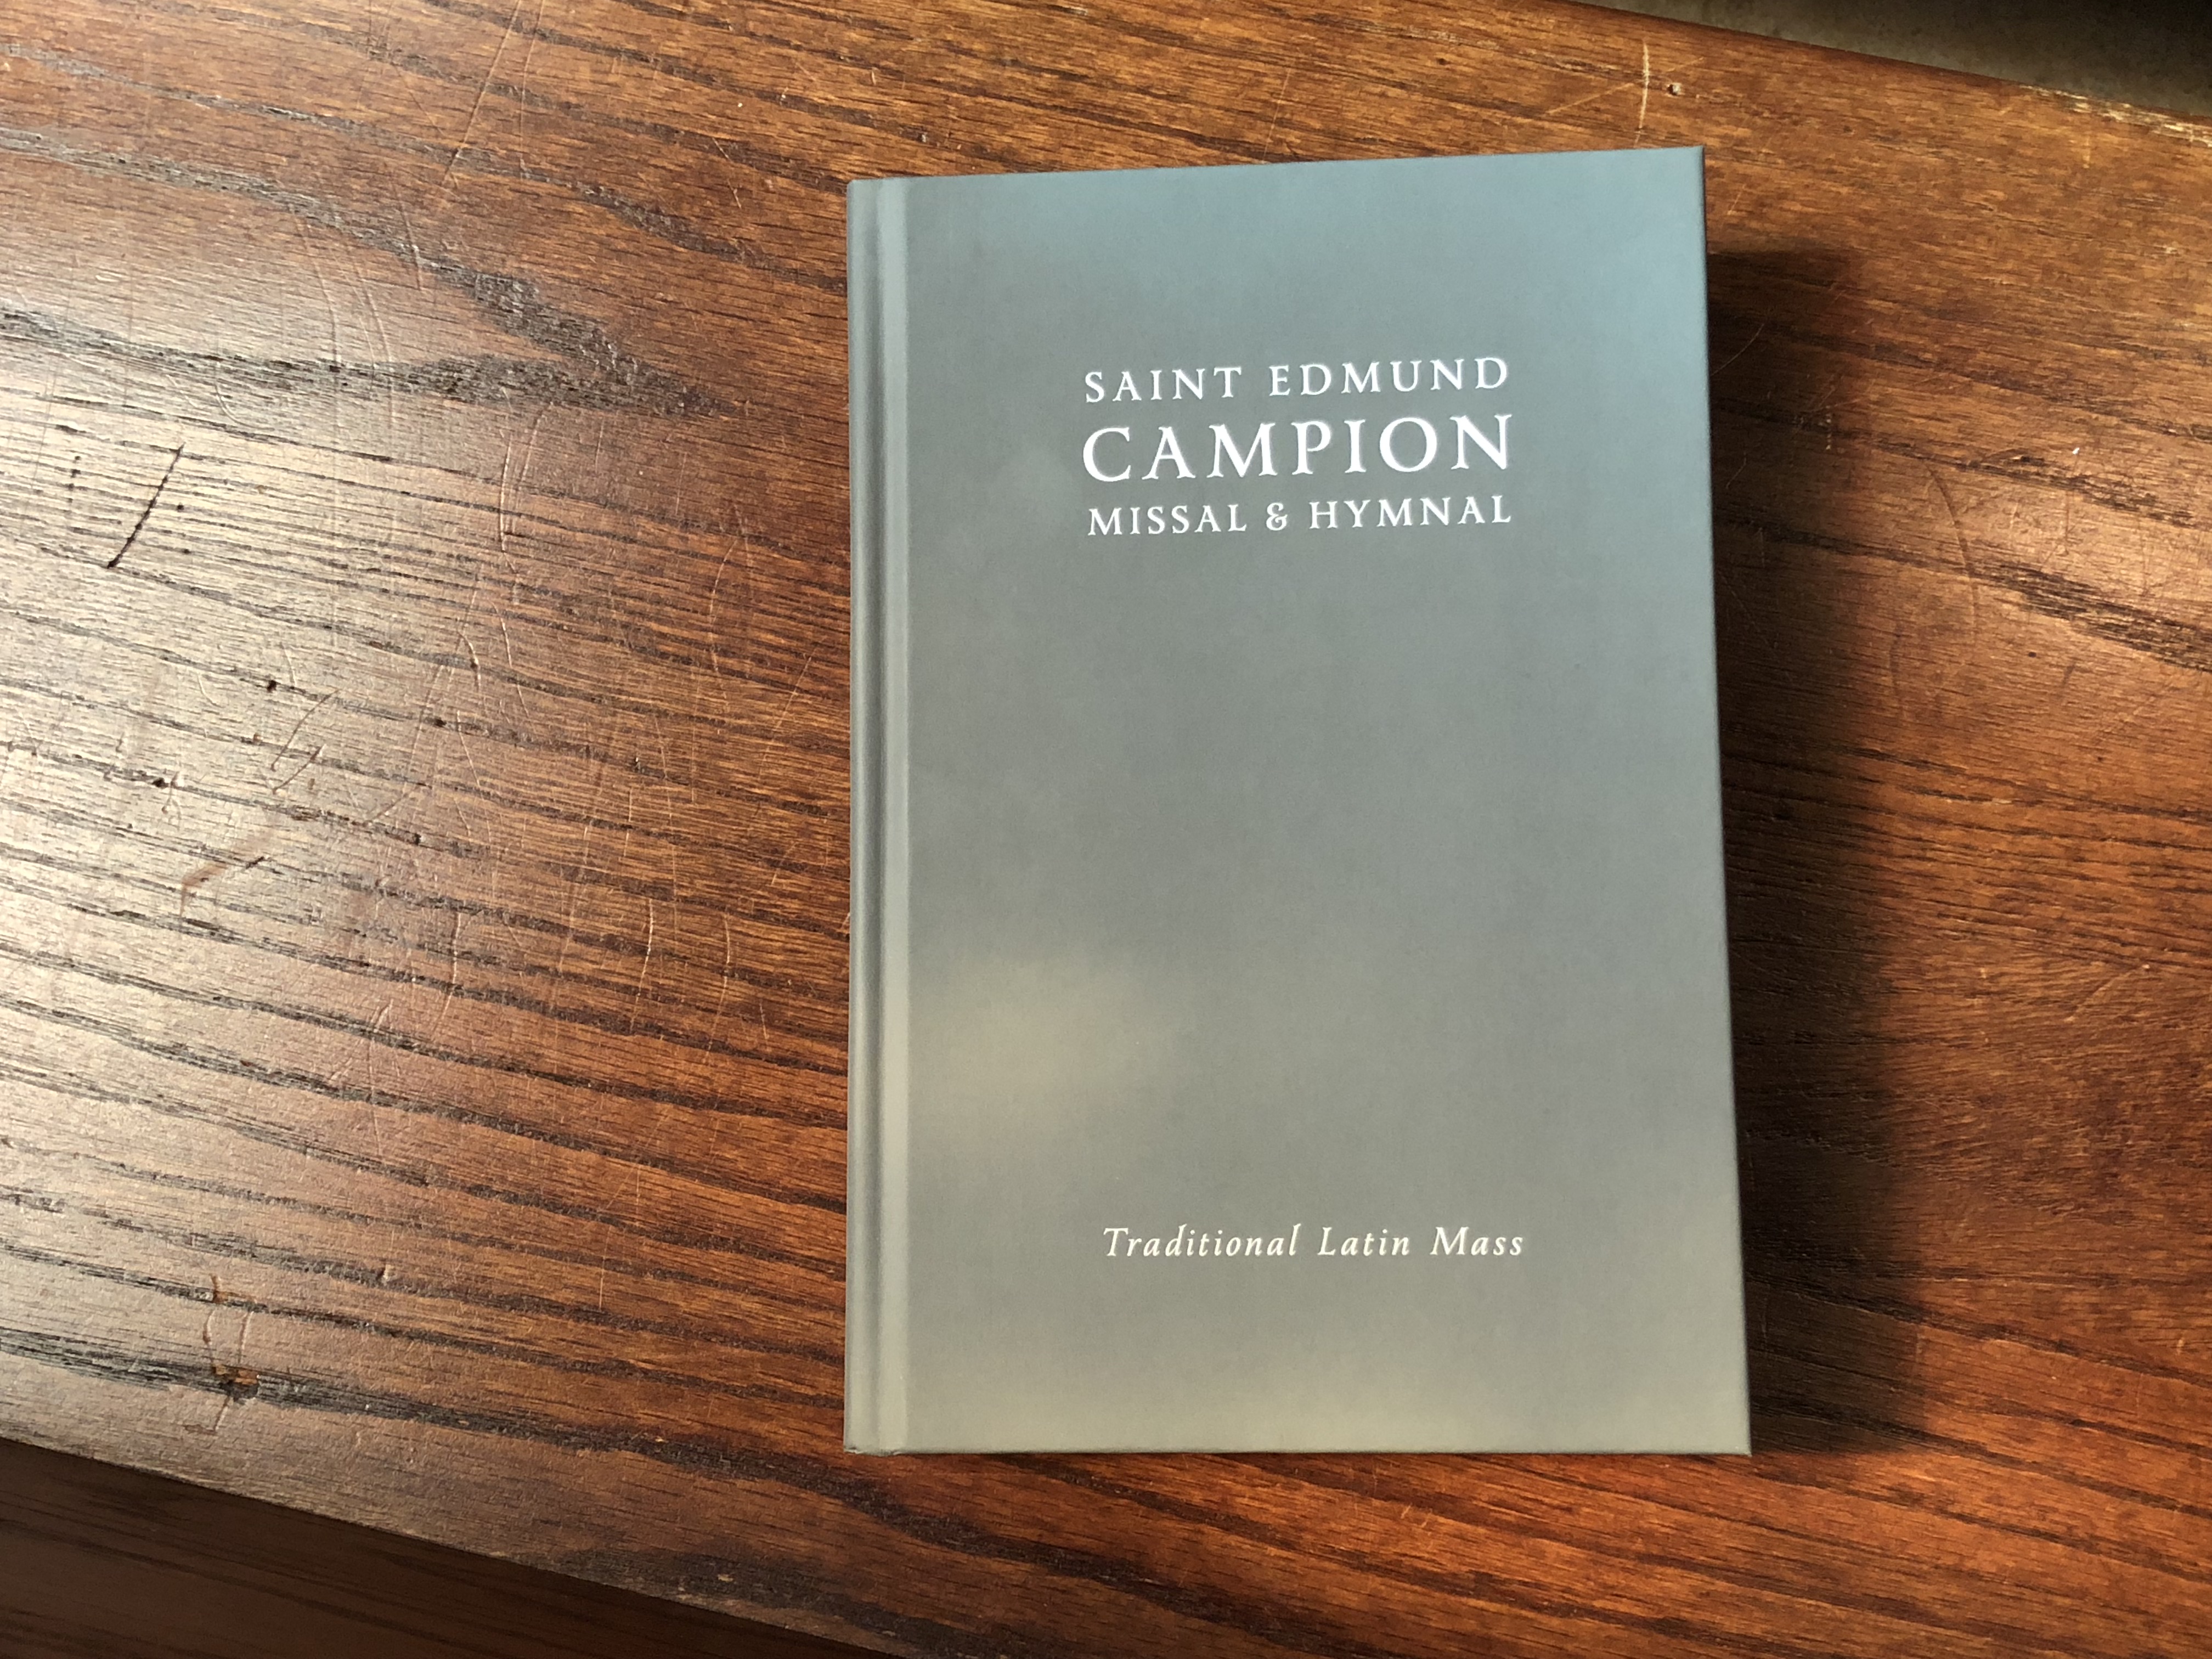 SAINT EDMUND
CAMPION
MISSAL & HYMNAL
Traditional Latin Mass